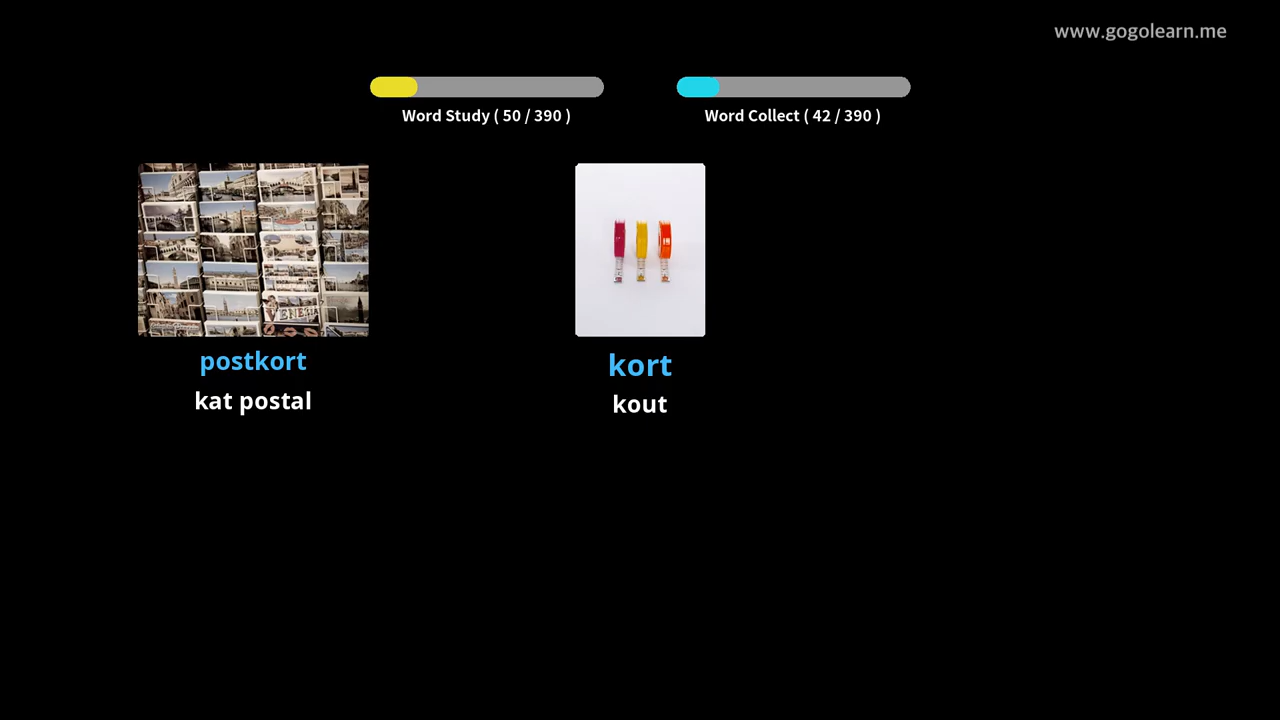 www.gogolearn.me
Word Study ( 50 / 390 )
Word Collect ( 42 / 390 )
postkort
kat postal
kort
kout